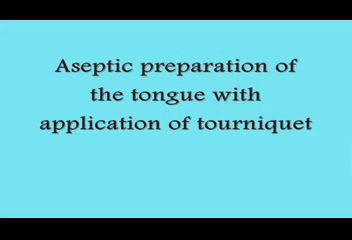 Aseptic preparation of
the tongue with
application of tourniquet